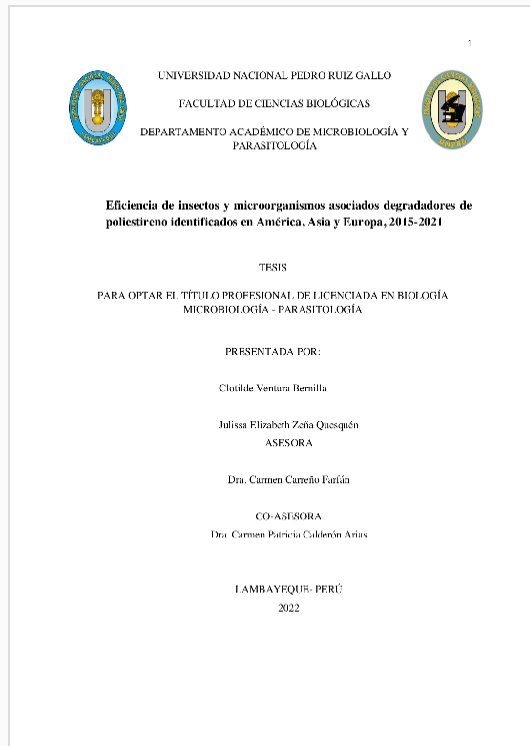 1
UNIVERSIDAD NACIONAL PEDRO RUIZ GALLO
FACULTAD DE CIENCIAS BIOLÓGICAS
DEPARTAMENTO ACADÉMICO DE MICROBIOLOGÍA Y
PARASITOLOGÍA
Eficiencia de insectos y microorganismos asociados degradadores de
poliestireno identificados en América, Asia y Europa, 2015-2021
TESIS
PARA OPTAR EL TÍTULO PROFESIONAL DE LICENCIADA EN BIOLOGÍA
MICROBIOLOGÍA - PARASITOLOGÍA
PRESENTADA POR:
Clotilde Ventura Bernilla
Julissa Elizabeth Zeña Quesquén
ASESORA
Dra. Carmen Carreño Farfán
CO-ASESORA
Dra. Carmen Patricia Calderón Arias
LAMBAYEQUE- PERÚ
2022